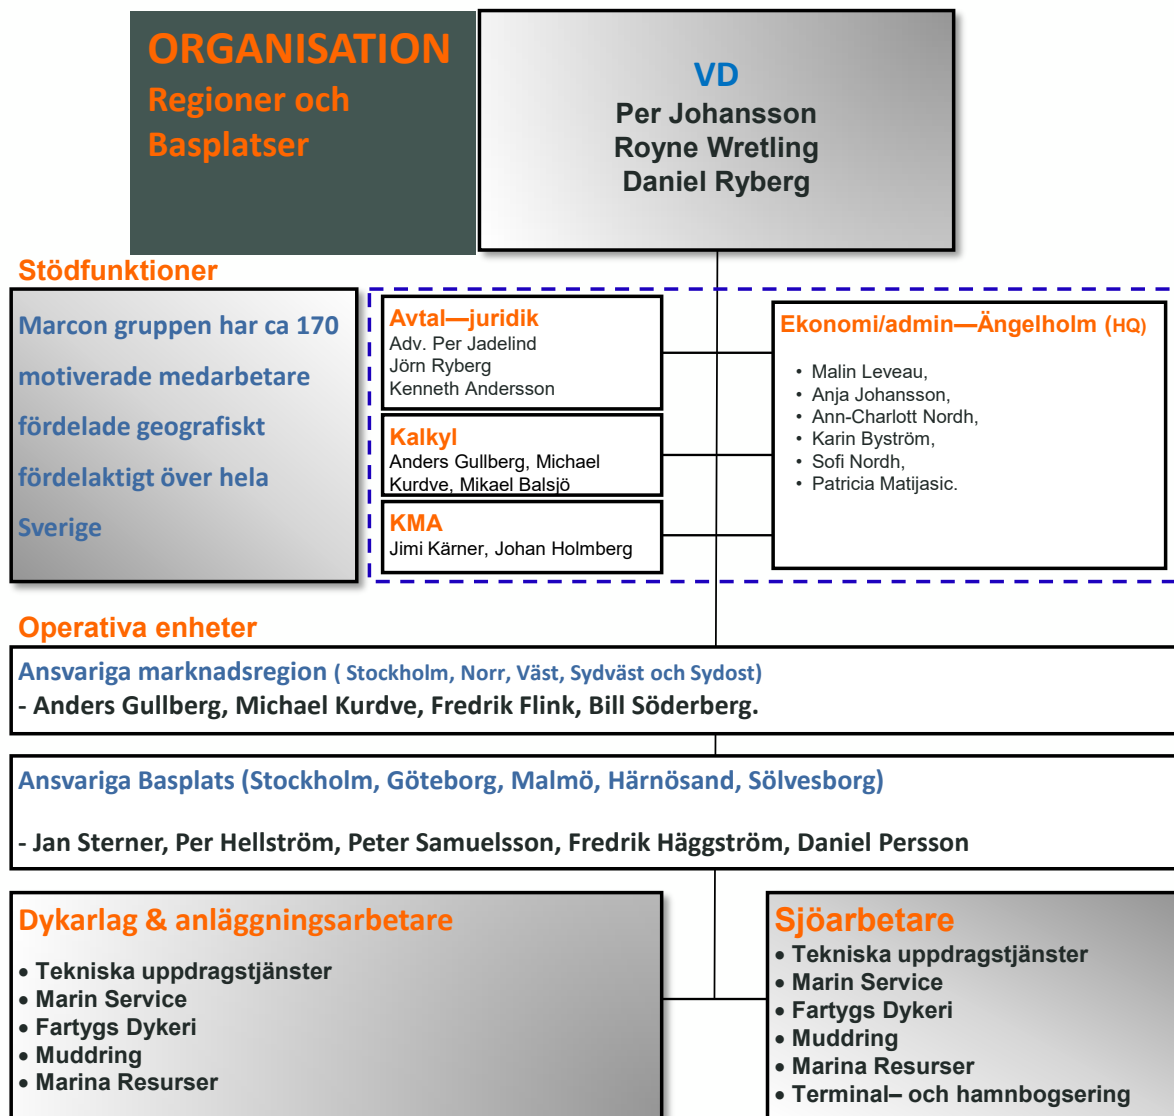 ORGANISATION
Regioner och
Basplatser
VD
Per Johansson
Royne Wretling
Daniel Ryberg
Stödfunktioner
Marcon gruppen har ca 170
motiverade medarbetare
fördelade geografiskt
fördelaktigt över hela
Sverige
Avtal—juridik
Adv. Per Jadelind
Jörn Ryberg
Kenneth Andersson
Kalkyl
Anders Gullberg, Michael
Kurdve, Mikael Balsjö
KMA
Jimi Kärner, Johan Holmberg
Ekonomi/admin—Ängelholm (HQ)
• Malin Leveau,
• Anja Johansson,
• Ann-Charlott Nordh,
• Karin Byström,
• Sofi Nordh,
• Patricia Matijasic.
Operativa enheter
Ansvariga marknadsregion ( Stockholm, Norr, Väst, Sydväst och Sydost)
- Anders Gullberg, Michael Kurdve, Fredrik Flink, Bill Söderberg.
Ansvariga Basplats (Stockholm, Göteborg, Malmö, Härnösand, Sölvesborg)
- Jan Sterner, Per Hellström, Peter Samuelsson, Fredrik Häggström, Daniel Persson
Dykarlag & anläggningsarbetare
• Tekniska uppdragstjänster
• Marin Service
• Fartygs Dykeri
• Muddring
• Marina Resurser
Sjöarbetare
• Tekniska uppdragstjänster
• Marin Service
• Fartygs Dykeri
• Muddring
• Marina Resurser
• Terminal– och hamnbogsering